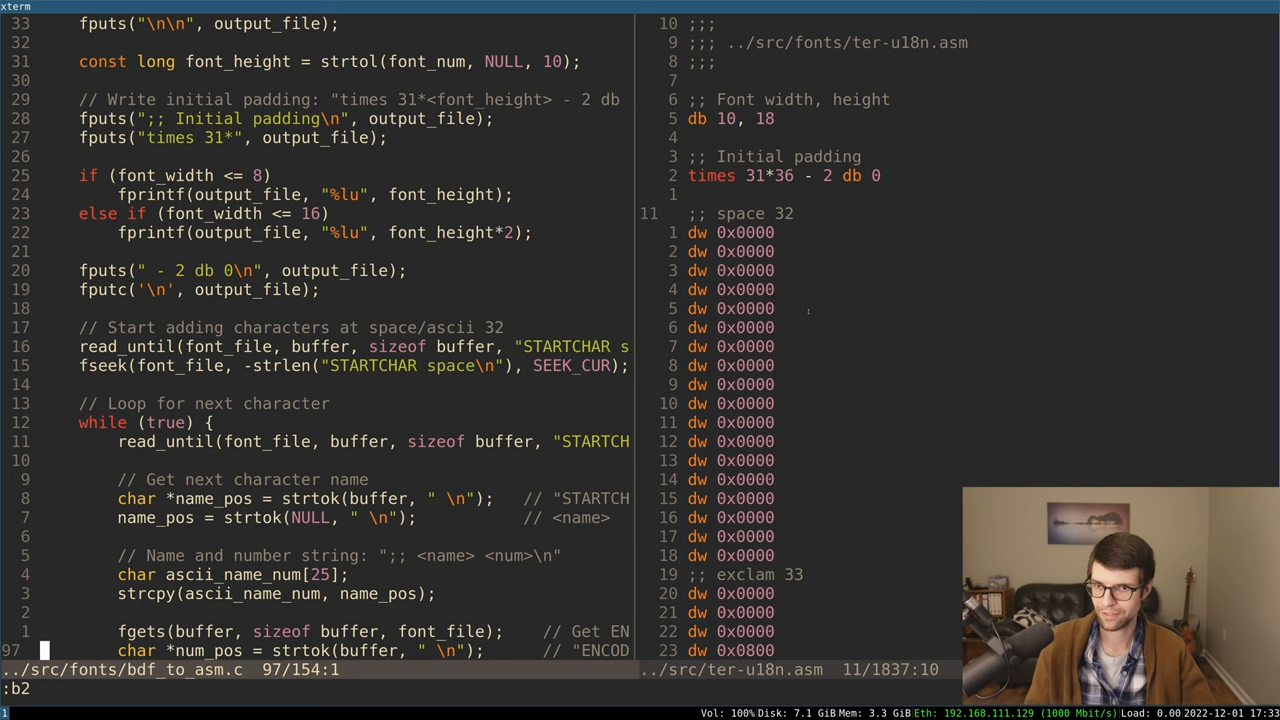 xterm
33     fputs("\n\n", output_file);
32
31     const long font_height = strtol(font_num, NULL, 10);
30
29     // Write initial padding: "times 31*<font_height> - 2 db
28     fputs(";; Initial padding\n", output_file);
27     fputs("times 31*", output_file);
26
25     if (font_width <= 8)
24         fprintf(output_file, "%lu", font_height);
23     else if (font_width <= 16)
22         fprintf(output_file, "%lu", font_height*2);
21
20     fputs(" - 2 db 0\n", output_file);
19     fputc('\n', output_file);
18
17     // Start adding characters at space/ascii 32
16     read_until(font_file, buffer, sizeof buffer, "STARTCHAR s
15     fseek(font_file, -strlen("STARTCHAR space\n"), SEEK_CUR);
14
13     // Loop for next character
12     while (true) {
11         read_until(font_file, buffer, sizeof buffer, "STARTCH
10
9         // Get next character name
8         char *name_pos = strtok(buffer, " \n");   // "STARTCH
7         name_pos = strtok(NULL, " \n");           // <name>
6
5         // Name and number string: ";; <name> <num>\n"
4         char ascii_name_num[25];
3         strcpy(ascii_name_num, name_pos);
2
1         fgets(buffer, sizeof buffer, font_file);    // Get EN
97         char *num_pos = strtok(buffer, " \n");      // "ENCOD
../src/fonts/bdf_to_asm.c  97/154:1
:b2
10 ;;;
9 ;;; ../src/fonts/ter-u18n.asm
8 ;;;
7
6 ;; Font width, height
5 db 10, 18
4
3 ;; Initial padding
2 times 31*36 - 2 db 0
1
11 ;; space 32
1 dw 0x0000
2 dw 0x0000
3 dw 0x0000
4 dw 0x0000
5 dw 0x0000
6 dw 0x0000
7 dw 0x0000
8 dw 0x0000
9 dw 0x0000
10 dw 0x0000
11 dw 0x0000
12 dw 0x0000
13 dw 0x0000
14 dw 0x0000
15 dw 0x0000
16 dw 0x0000
17 dw 0x0000
18 dw 0x0000
19 ;; exclam 33
20 dw 0x0000
21 dw 0x0000
22 dw 0x0000
23 dw 0x0800
../src/ter-u18n.asm  11/1837:10
1
Vol: 100% Disk: 7.1 GiB Mem: 3.3 GiB Eth: 192.168.111.129 (1000 Mbit/s) Load: 0.00 2022-12-01 17:33